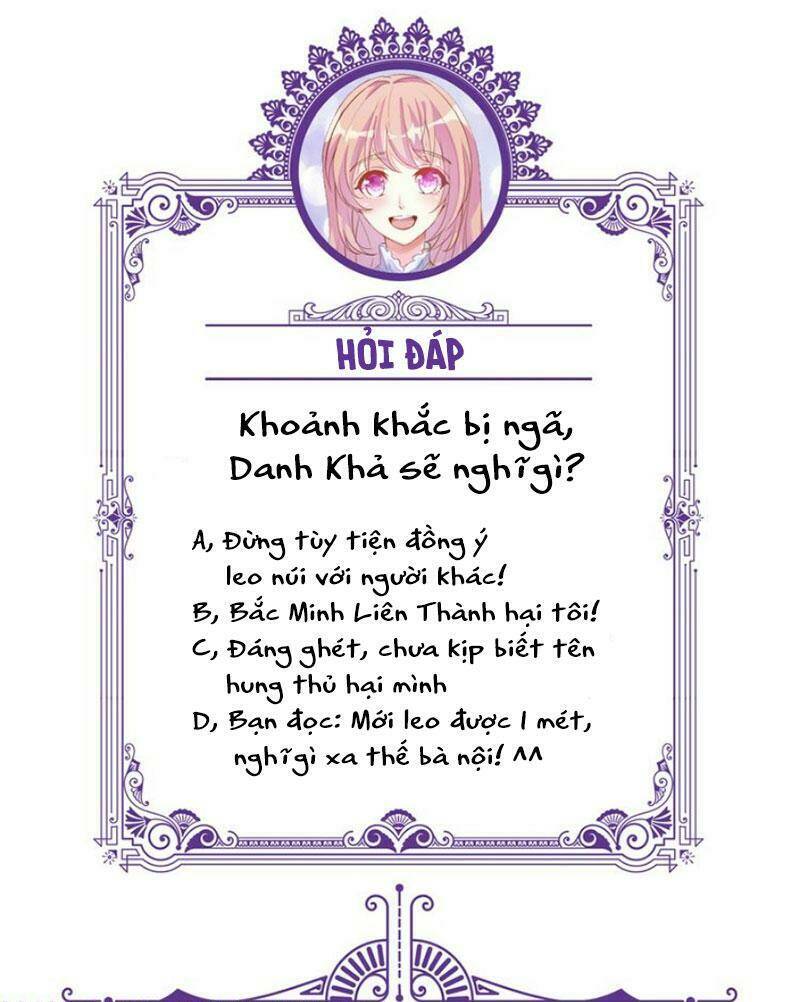 HỎI ĐÁP
Khoảnh khắc bị ngã,
Danh Khả sẽ nghĩ gì?
A, Đừng tùy tiện đồng ý
leo núi với người khác!
B, Bắc Minh Liên Thành hại tôi!
C, Đáng ghét, chưa kịp biết tên
hung thủ hại mình
D, Bạn đọc: Mới leo được 1 mét,
nghĩ gì xa thế bà nội! ^^